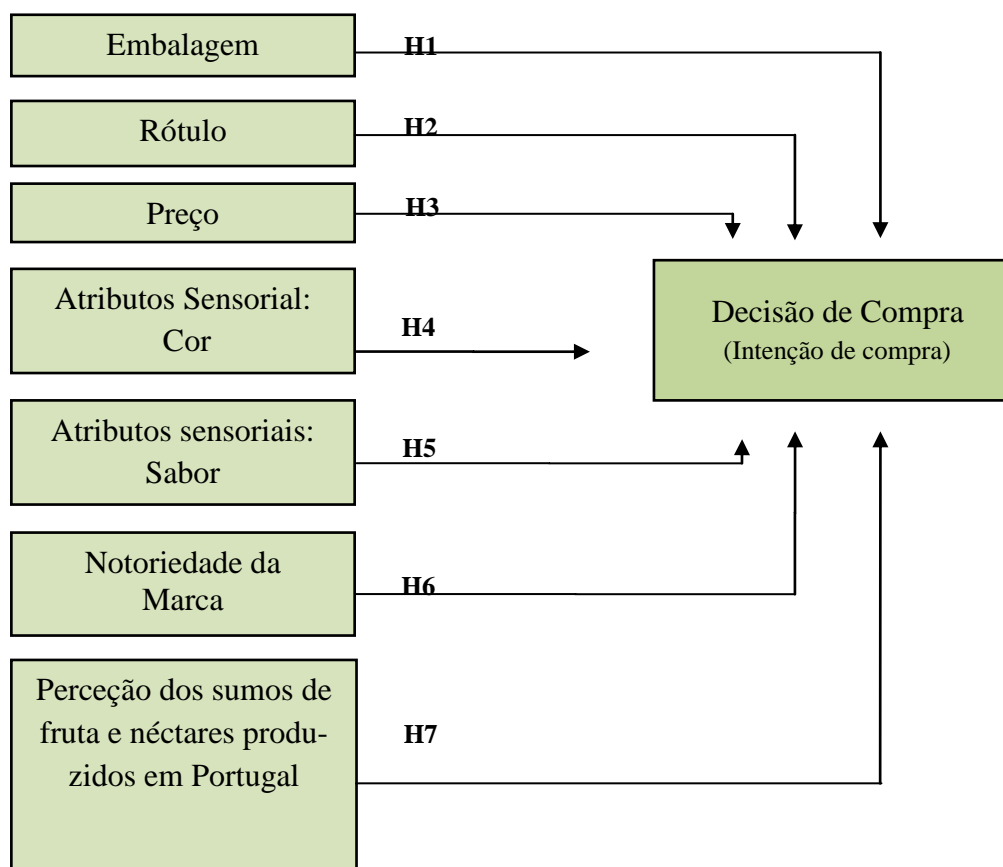 Embalagem
H1
Rótulo
H2
Preço
H3
Atributos Sensorial:
Cor
H4
Decisão de Compra
(Intenção de compra)
Atributos sensoriais:
Sabor
H5
Notoriedade da
Marca
H6
Perceção dos sumos de
fruta e néctares produ-
zidos em Portugal
H7